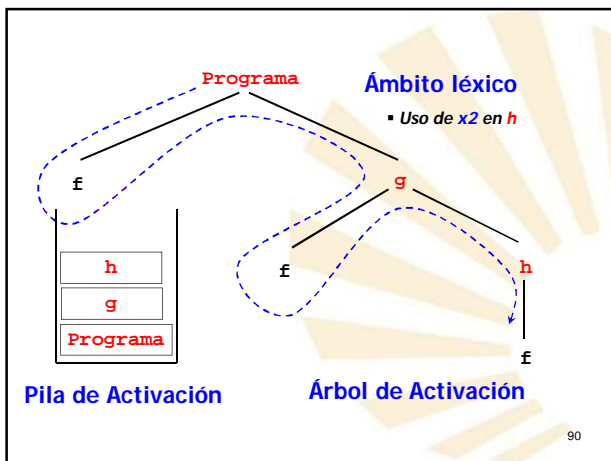 Programa
Ámbito léxico
▪ Uso de x2 en h
f
g
f
h
h
g
Programa
f
Pila de Activación
Árbol de Activación
90